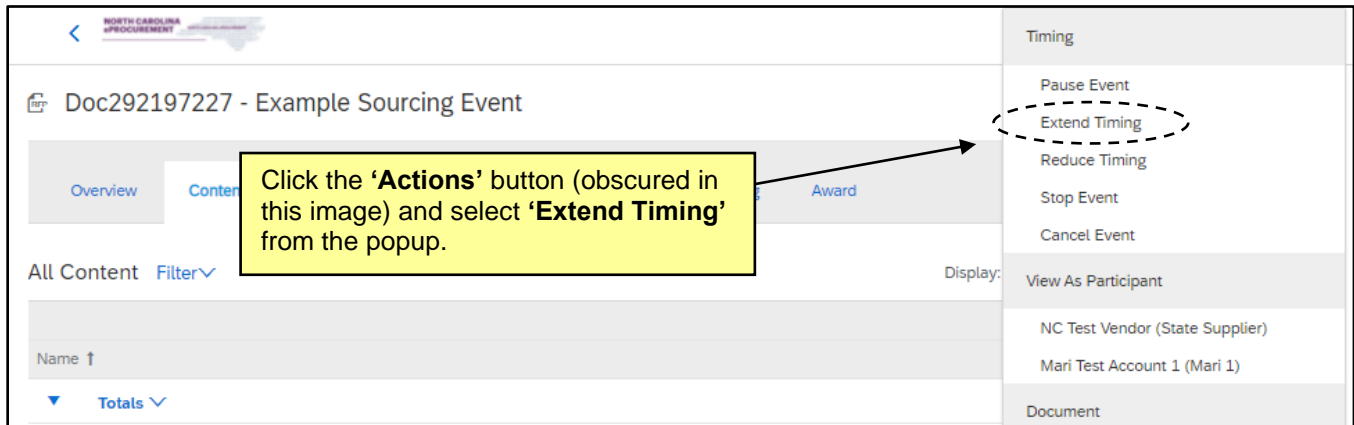 NORTH CAROLINA
ePROCUREMENT
Timing
Pause Event
Doc292197227 - Example Sourcing Event
Extend Timing
Reduce Timing
Overview
Conten
Click the ‘Actions’ button (obscured in
this image) and select ‘Extend Timing’
from the popup.
Award
Stop Event
Cancel Event
All Content Filter
Display:
View As Participant
NC Test Vendor (State Supplier)
Name ↑
Mari Test Account 1 (Mari 1)
Totals
Document